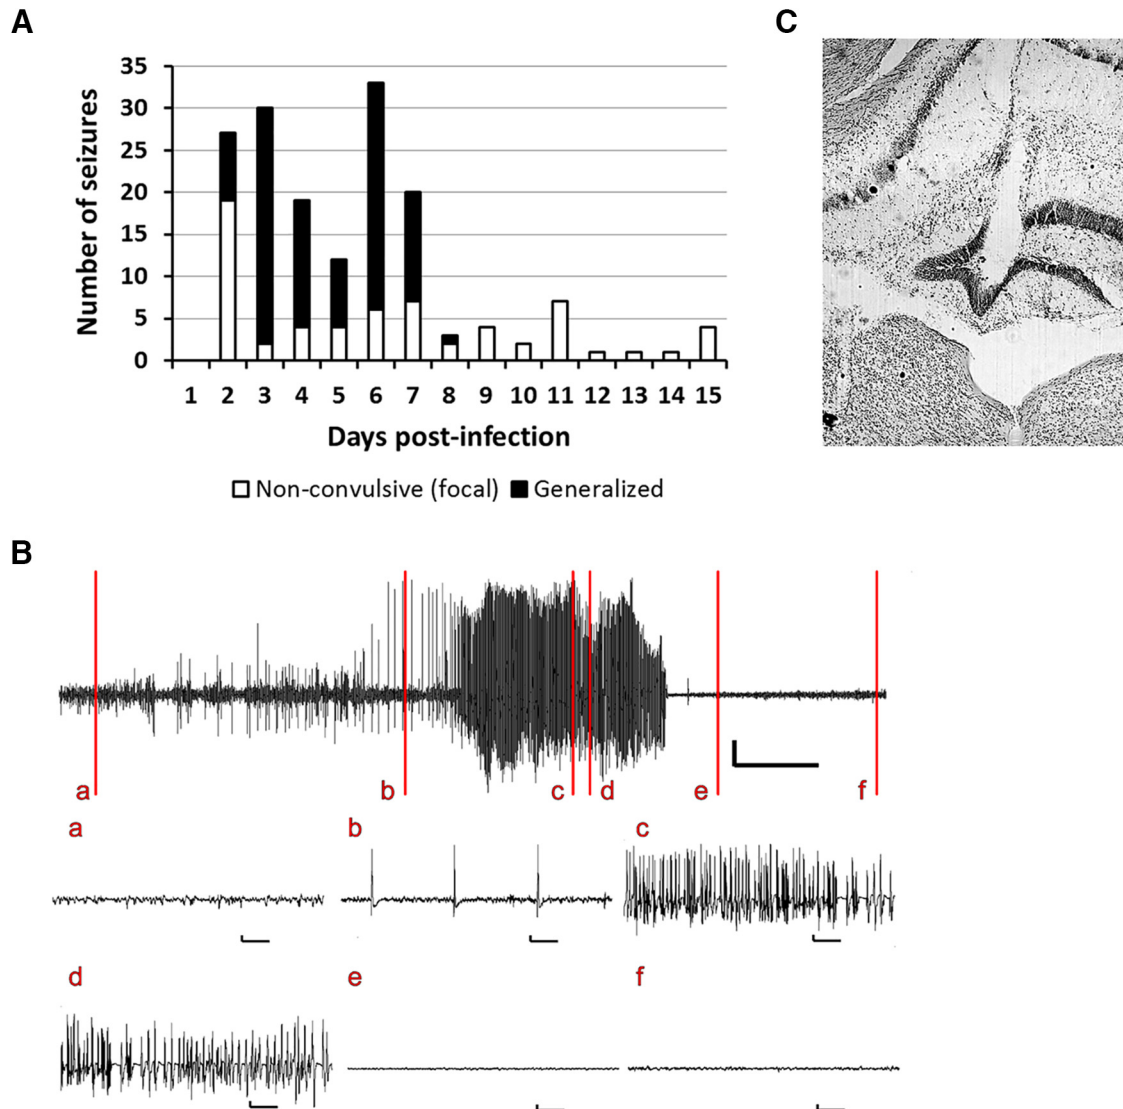 A
C
35
30
25
20
15
10
5
0
Number of seizures
1 2 3 4 5 6 7 8 9 10 11 12 13 14 15
Days post-infection
Non-convulsive (focal) Generalized
B
a b c d e f
a b c
d e f